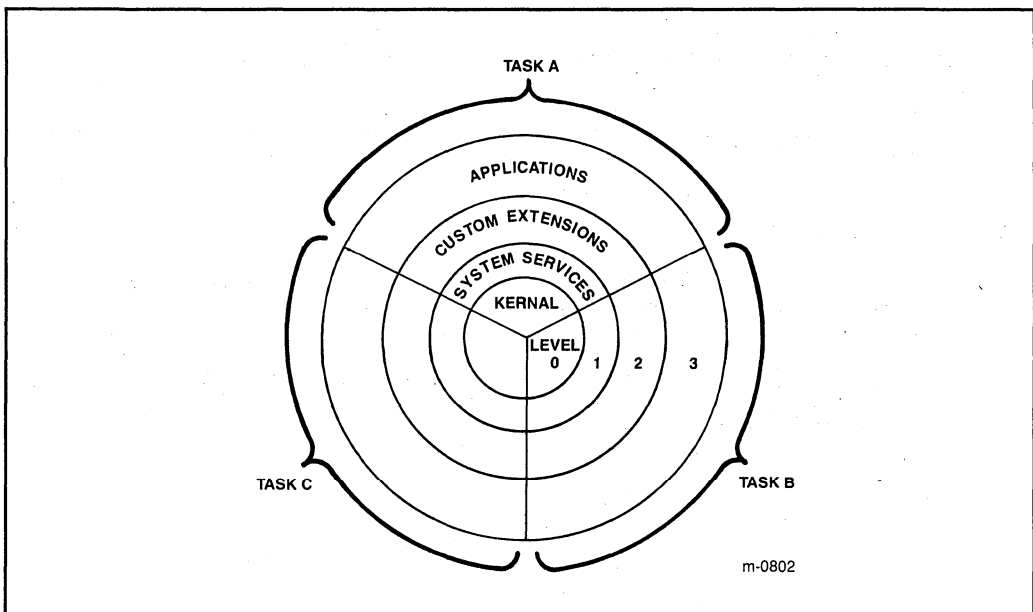 TASK A
APPLICATIONS
CUSTOM EXTENSIONS
SYSTEM SERVICES
KERNAL
LEVEL
0 1 2 3
TASK C
TASK B
m-0802